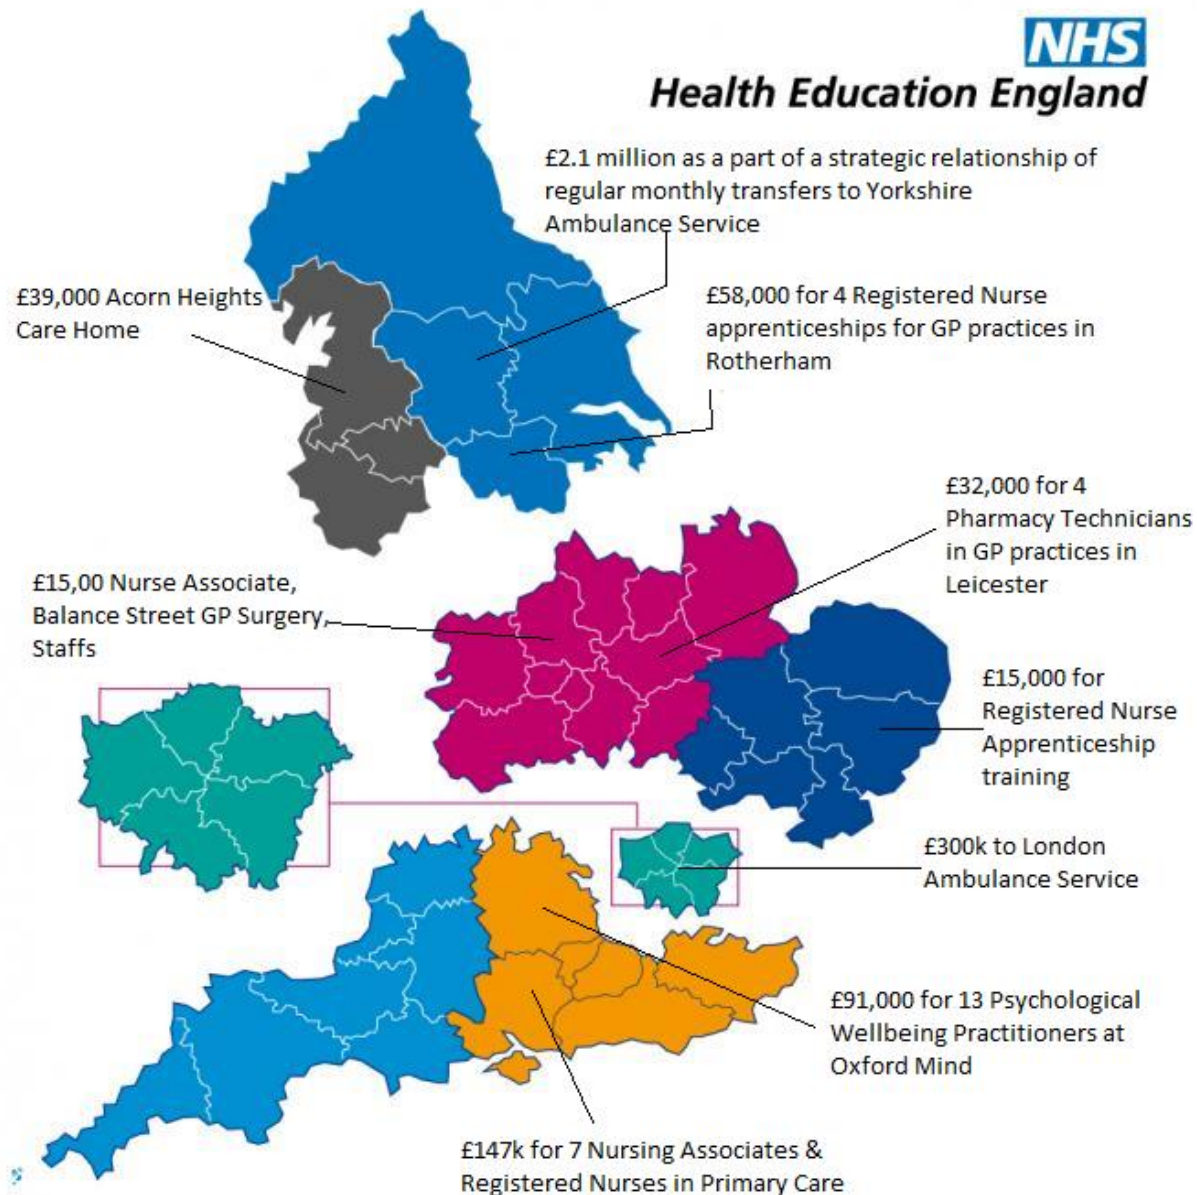 NHS
Health Education England
£2.1 million as a part of a strategic relationship of
regular monthly transfers to Yorkshire
Ambulance Service
£39,000 Acorn Heights
Care Home
£58,000 for 4 Registered Nurse
apprenticeships for GP practices in
Rotherham
£32,000 for 4
Pharmacy Technicians
in GP practices in
Leicester
£15,00 Nurse Associate,
Balance Street GP Surgery,
Staffs
£15,000 for
Registered Nurse
Apprenticeship
training
£300k to London
Ambulance Service
£91,000 for 13 Psychological
Wellbeing Practitioners at
Oxford Mind
£147k for 7 Nursing Associates &
Registered Nurses in Primary Care